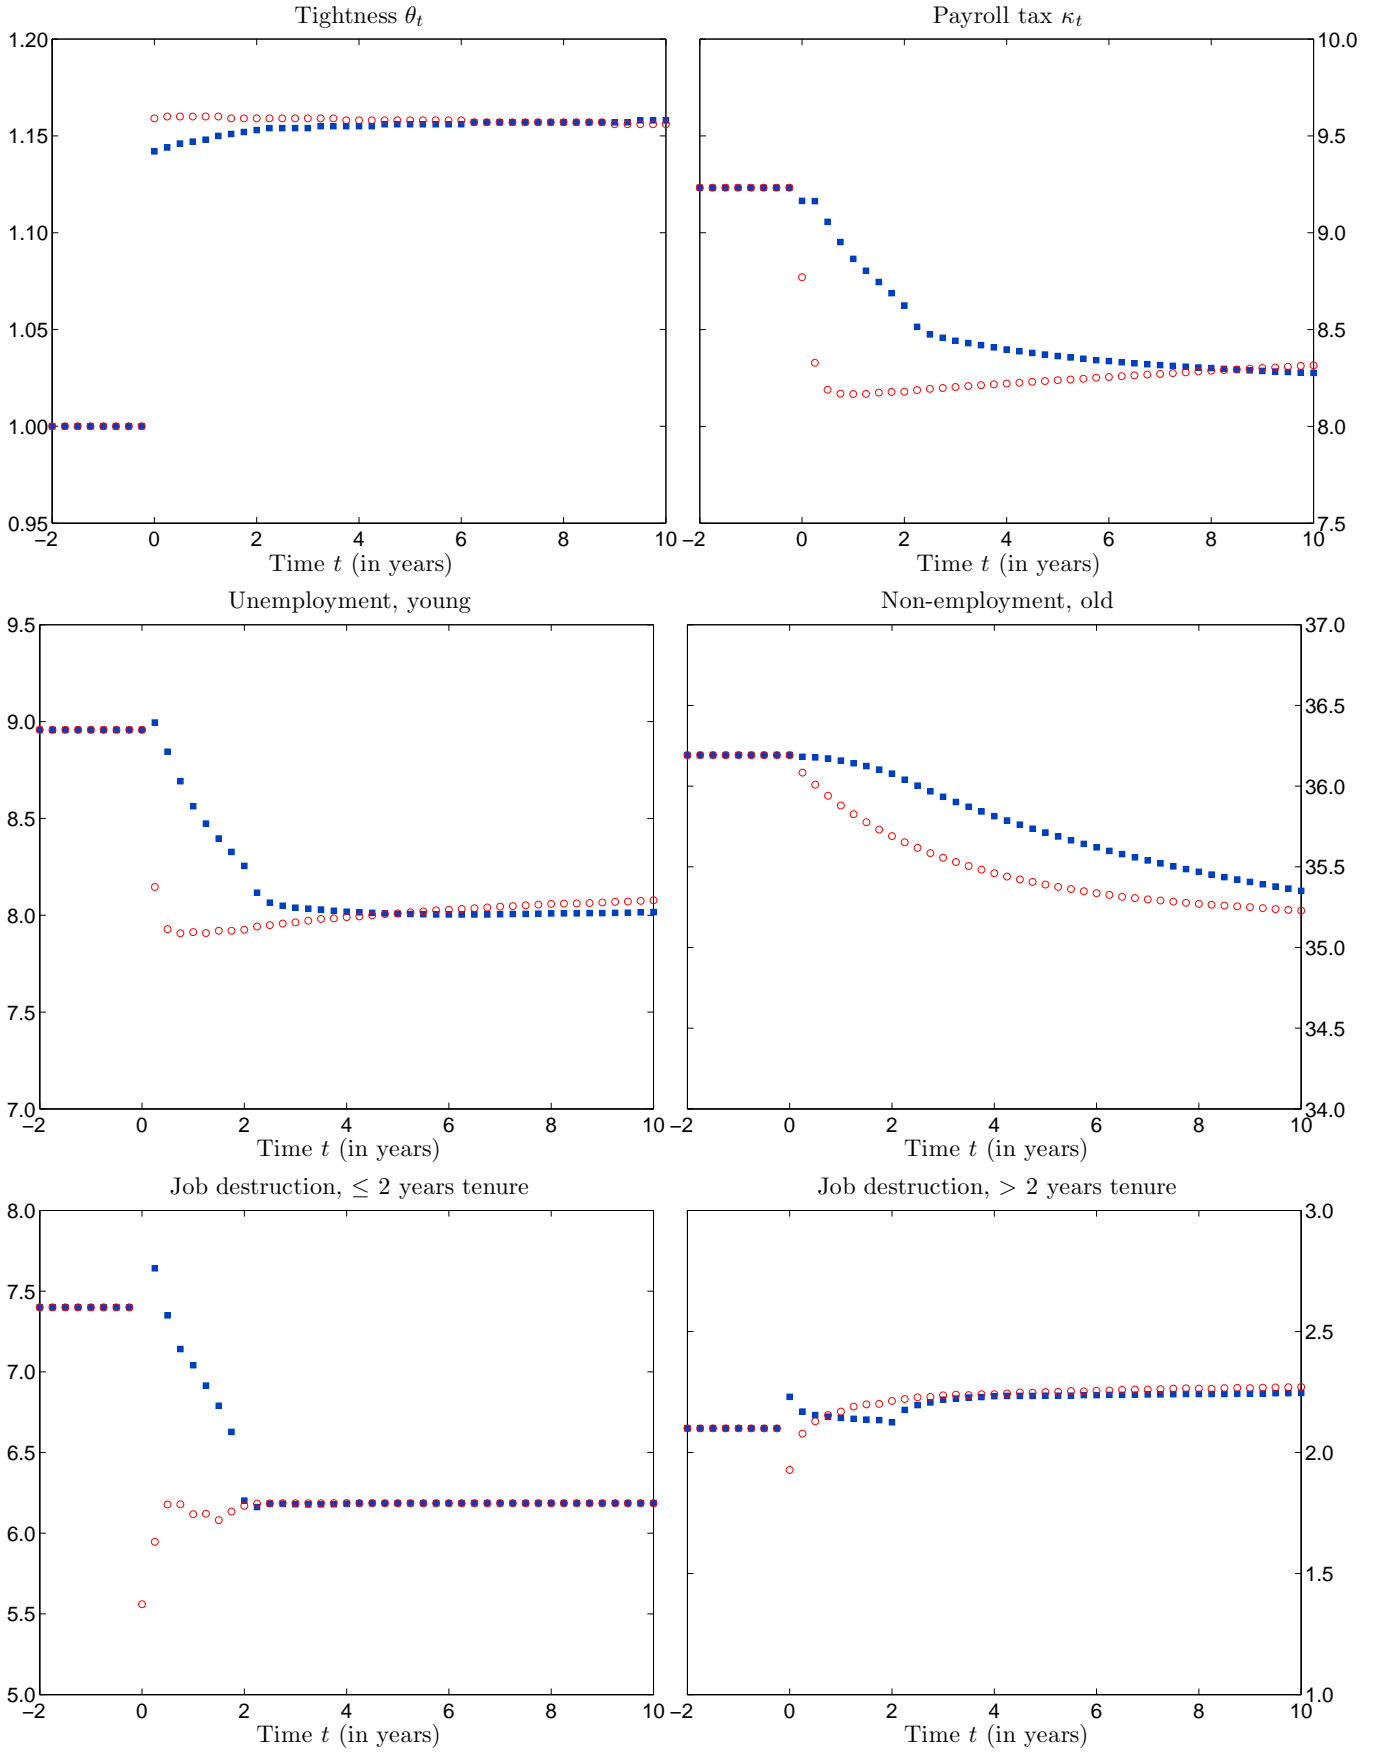 Tightness θt
Payroll tax κt
1.20
1.15
1.10
1.05
1.00
0.95
10.0
9.5
9.0
8.5
8.0
7.5
−2 0 2 4 6 8 10
−2 0 2 4 6 8 10
Time t (in years)
Time t (in years)
Unemployment, young
Non-employment, old
9.5
9.0
8.5
8.0
7.5
7.0
37.0
36.5
36.0
35.5
35.0
34.5
34.0
−2 0 2 4 6 8 10
−2 0 2 4 6 8 10
Time t (in years)
Time t (in years)
Job destruction, ≤ 2 years tenure
Job destruction, > 2 years tenure
8.0
7.5
7.0
6.5
6.0
5.5
5.0
3.0
2.5
2.0
1.5
1.0
−2 0 2 4 6 8 10
−2 0 2 4 6 8 10
Time t (in years)
Time t (in years)